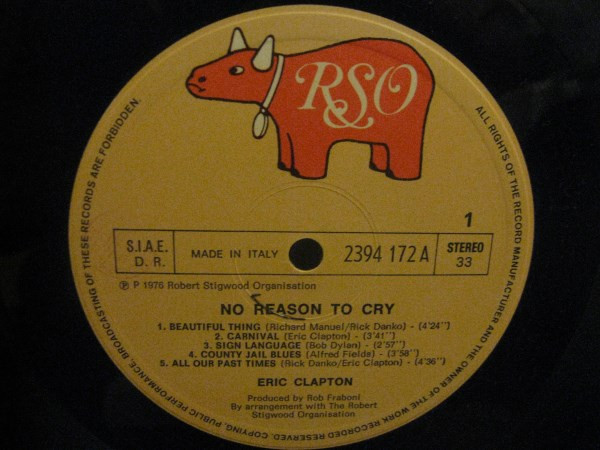 RSO
1
S.I.A.E.
D. R.
MADE IN ITALY
2394 172 A
STEREO
33
℗ P 1976 Robert Stigwood Organisation
NO REASON TO CRY
1. BEAUTIFUL THING (Richard Manuel/Rick Danko) - (4'24'')
2. CARNIVAL (Eric Clapton) - (3'41'')
3. SIGN LANGUAGE (Bob Dylan) - (2'57'')
4. COUNTY JAIL BLUES (Alfred Fields) - (3'58'')
5. ALL OUR PAST TIMES (Rick Danko/Eric Clapton) - (4'36'')
ERIC CLAPTON
Produced by Rob Fraboni
By arrangement with The Robert
Stigwood Organisation
ALL RIGHTS OF THE RECORD MANUFACTURER AND THE OWNER OF THE WORK RECORDED RESERVED. COPYING, PUBLIC PERFORMANCE, BROADCASTING OF THESE RECORDS ARE FORBIDDEN.